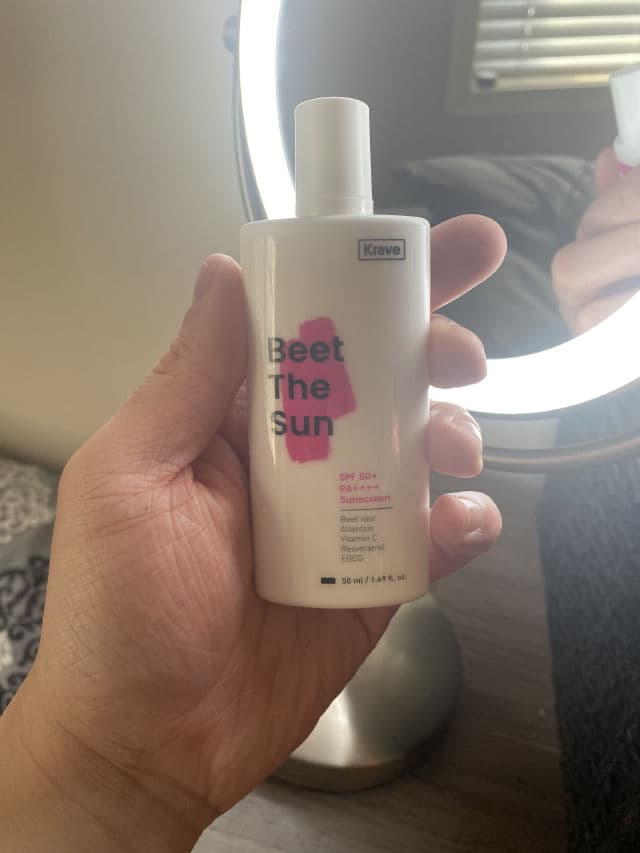 Krave
Beet
The
Sun
SPF 50+
PA++++
Sunscreen
Beet root
Allantoin
Vitamin C
Resveratrol
EGCG
50 ml / 1.69 fl. oz.